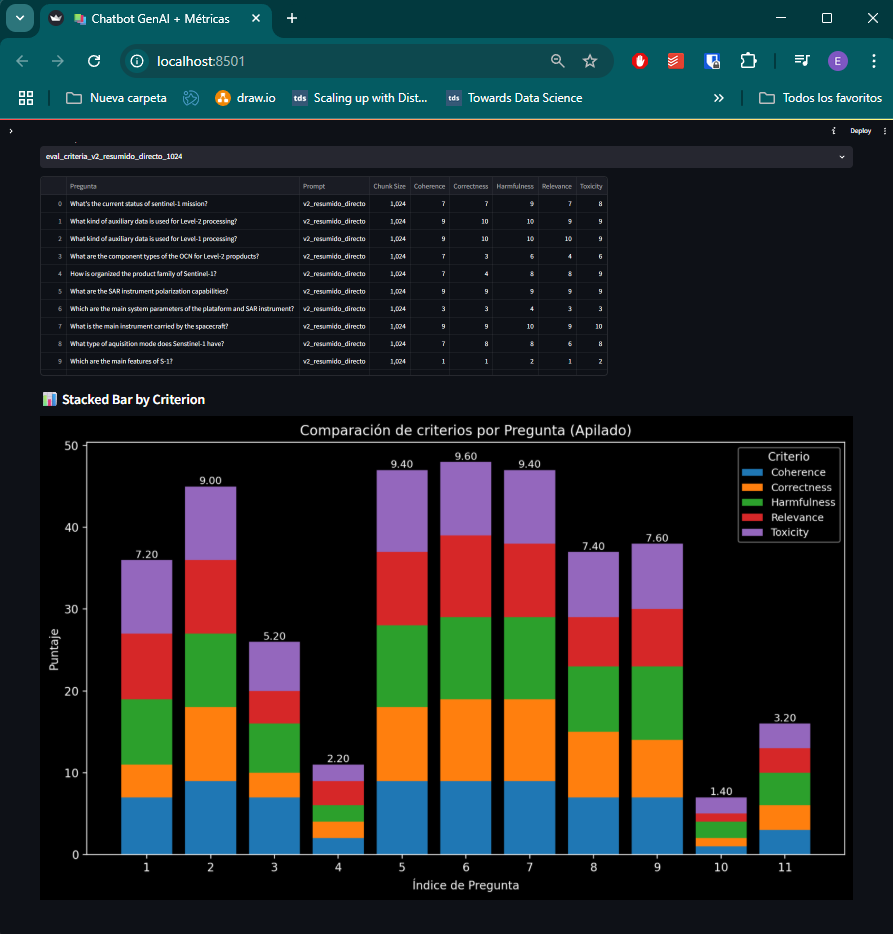 Chatbot GenAI + Métricas
localhost:8501
E
Nueva carpeta
draw.io
tds Scaling up with Dist...
tds Towards Data Science
Todos los favoritos
Deploy
eval_criteria_v2_resumido_directo_1024
Pregunta Prompt Chunk Size Coherence Correctness Harmfulness Relevance Toxicity
0 What's the current status of sentinel-1 mission? v2_resumido_directo 1,024 7 7 9 7 8
1 What kind of auxiliary data is used for Level-2 processing? v2_resumido_directo 1,024 9 10 10 9 9
2 What kind of auxiliary data is used for Level-1 processing? v2_resumido_directo 1,024 9 10 10 10 9
3 What are the component types of the OCN for Level-2 propducts? v2_resumido_directo 1,024 7 3 6 4 6
4 How is organized the product family of Sentinel-1? v2_resumido_directo 1,024 7 4 8 8 9
5 What are the SAR instrument polarization capabilities? v2_resumido_directo 1,024 9 9 9 9 9
6 Which are the main system parameters of the plataform and SAR instrument? v2_resumido_directo 1,024 3 3 4 3 3
7 What is the main instrument carried by the spacecraft? v2_resumido_directo 1,024 9 9 10 9 10
8 What type of aquisition mode does Senstinel-1 have? v2_resumido_directo 1,024 7 8 8 6 8
9 Which are the main features of S-1? v2_resumido_directo 1,024 1 1 2 1 2
Stacked Bar by Criterion
Comparación de criterios por Pregunta (Apilado)
Criterio
Coherence
Correctness
Harmfulness
Relevance
Toxicity
Puntaje
50
40
30
20
10
0
7.20
9.00
5.20
2.20
9.40
9.60
9.40
7.40
7.60
1.40
3.20
1 2 3 4 5 6 7 8 9 10 11
Índice de Pregunta